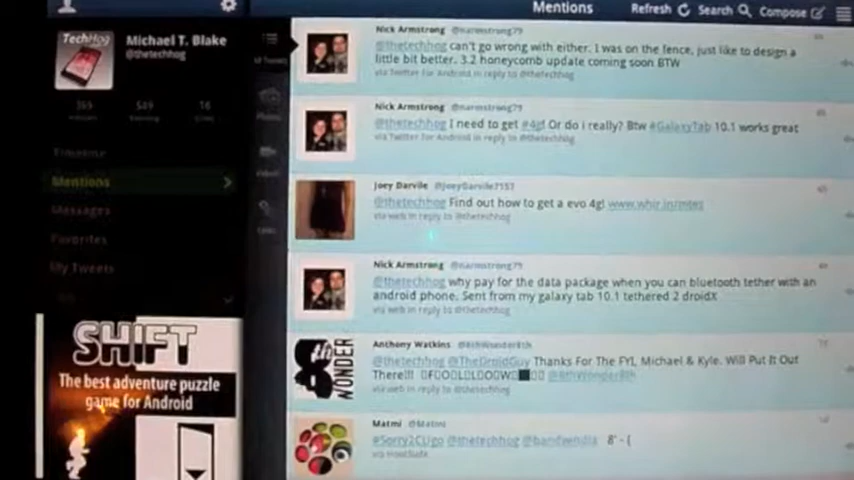 Mentions
Refresh
Search
Compose
TechHog
Michael T. Blake
@thetechhog
Timeline
Mentions
Messages
Favorites
My Tweets
SHIFT
The best adventure puzzle
game for Android
Nick Armstrong @narmstrong79
@thetechhog can't go wrong with either. I was on the fence, just like to design a
little bit better. 3.2 honeycomb update coming soon BTW
via Twitter for Android in reply to @thetechhog
Nick Armstrong @narmstrong79
@thetechhog I need to get #4g! Or do i really? Btw #GalaxyTab 10.1 works great
via Twitter for Android in reply to @thetechhog
Joey Darvile @JoeyDarvile7157
@thetechhog Find out how to get a evo 4g!
via web in reply to @thetechhog
Nick Armstrong @narmstrong79
@thetechhog why pay for the data package when you can bluetooth tether with an
android phone. Sent from my galaxy tab 10.1 tethered 2 droidX
via web in reply to @thetechhog
8th WONDER
Anthony Watkins @8thWonder8th
@thetechhog @TheDroidGuy Thanks For The FYI, Michael & Kyle. Will Put It Out
There!!! @8thWonder8th
via web in reply to @thetechhog
Matmi @Matmi
#Sorry2CUgo @thetechhog @bandwendia 8'-(
via HootSuite